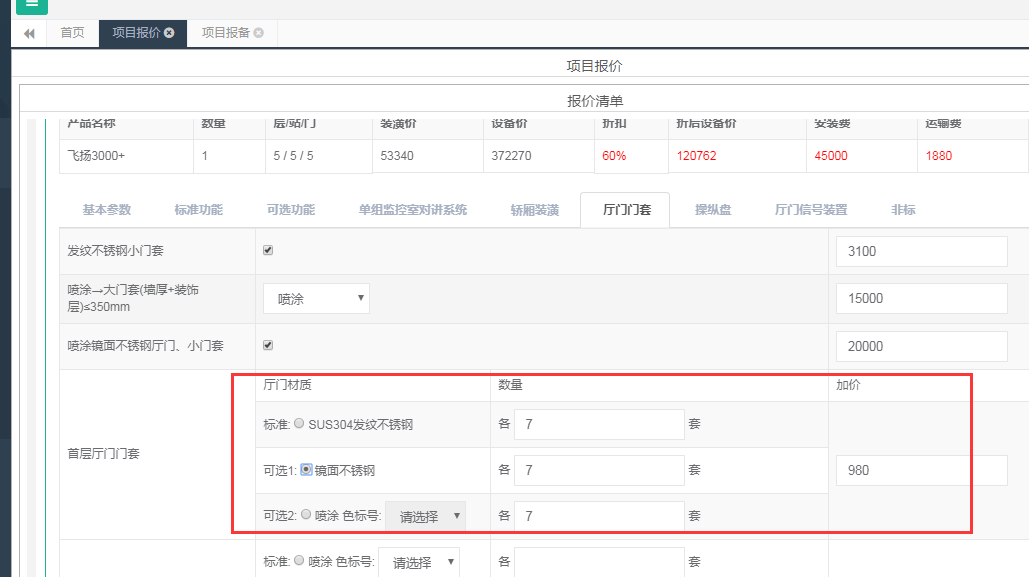 首页 项目报价 项目报备
项目报价
报价清单
产品名称 数量 层/站/门 装潢价 设备价 折扣 折后设备价 安装费 运输费
飞扬3000+ 1 5 / 5 / 5 53340 372270 60% 120762 45000 1880
基本参数 标准功能 可选功能 单组监控室对讲系统 轿厢装潢 厅门门套 操纵盘 厅门信号装置 非标
发纹不锈钢小门套 3100
喷涂→大门套(墙厚+装饰
层)≤350mm 喷涂 15000
喷涂镜面不锈钢厅门、小门套 20000
首层厅门门套
厅门材质 数量 加价
标准: SUS304发纹不锈钢 各 7 套
可选1: 镜面不锈钢 各 7 套 980
可选2: 喷涂 色标号: 请选择 各 7 套
标准: 喷涂 色标号: 请选择 各 套